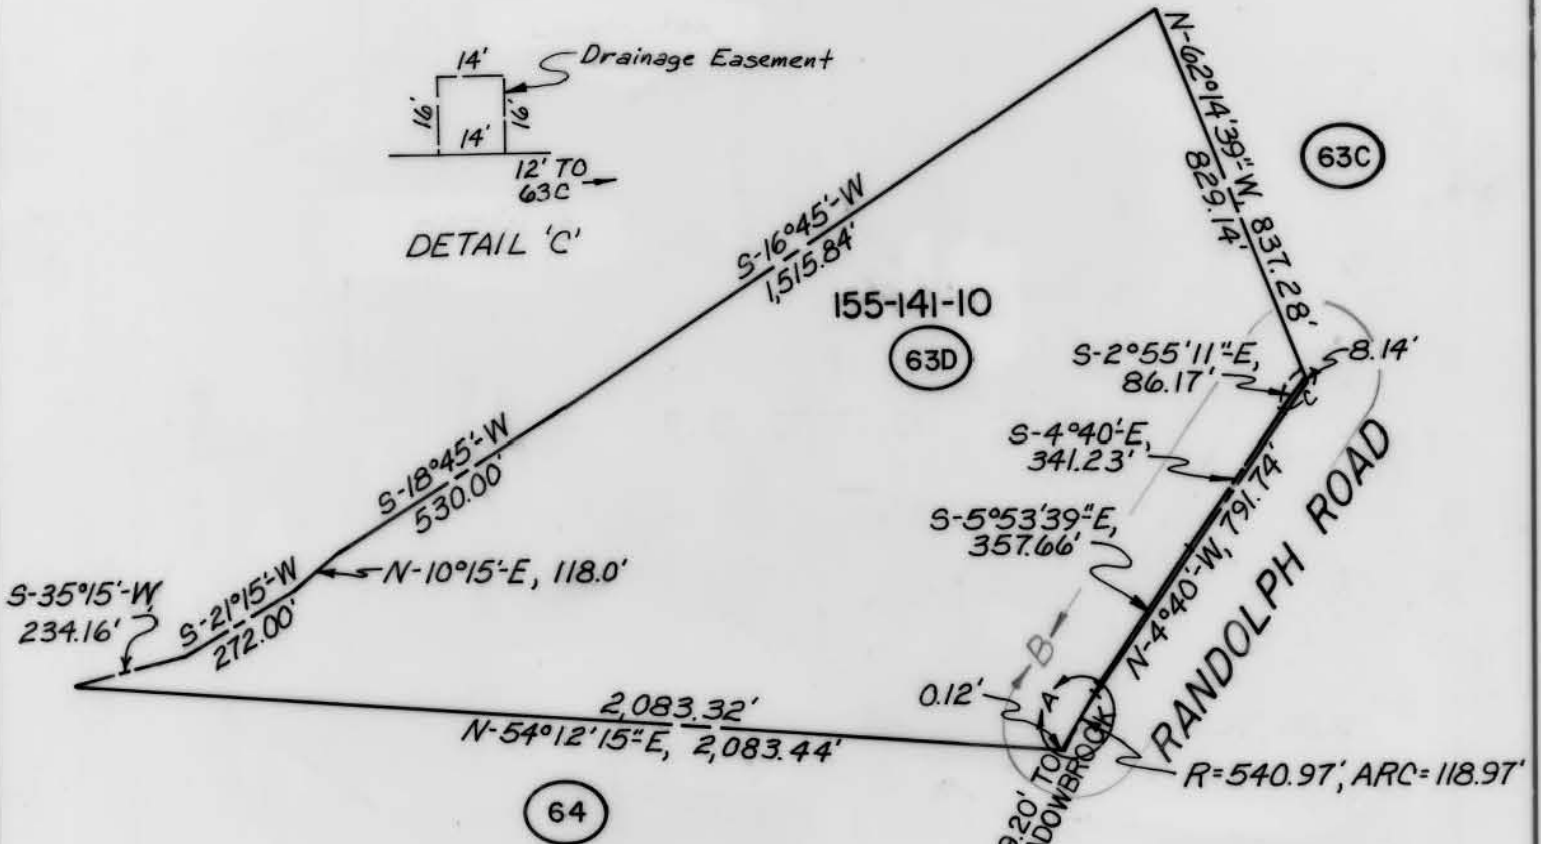 14'
Drainage Easement
16'
16'
14'
12' TO
63C
DETAIL 'C'
N-62°14'39"-W, 837.28'
829.14'
63C
S-16°45'-W
1,515.84'
155-141-10
63D
S-2°55'11"-E,
86.17'
8.14'
C
S-4°40'-E,
341.23'
S-18°45'-W
530.00'
S-5°53'39"-E,
357.66'
N-4°40'-W, 791.74'
RANDOLPH ROAD
N-10°15'-E, 118.0'
S-35°15'-W
234.16'
S-21°15'-W
272.00'
B
A
0.12'
2,083.32'
N-54°12'15"-E, 2,083.44'
R=540.97', ARC=118.97'
9.20' TO
DOWBROOK
64